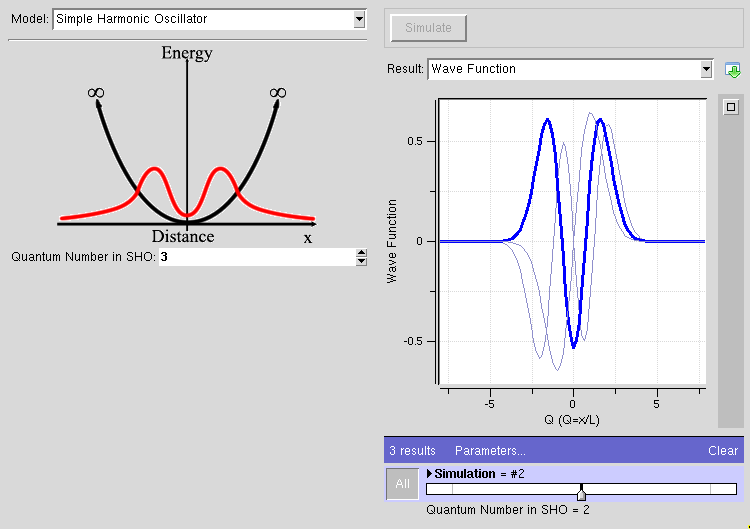 Model: Simple Harmonic Oscillator
Energy
∞ ∞
Distance x
Quantum Number in SHO: 3
Simulate
Result: Wave Function
0.5
0
-0.5
Wave Function
-5 0 5
Q (Q=x/L)
3 results Parameters... Clear
All
Simulation = #2
Quantum Number in SHO = 2